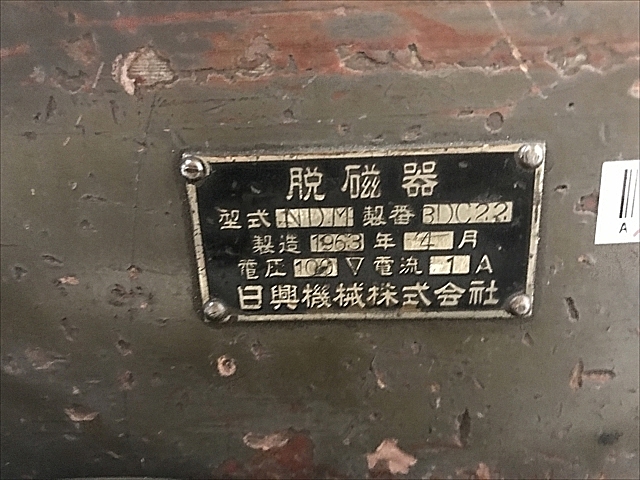 脱磁器
型式 NDM 製番 3DC22
製造 1963 年 4 月
電圧 100 V 電流 1 A
日興機械株式会社
A